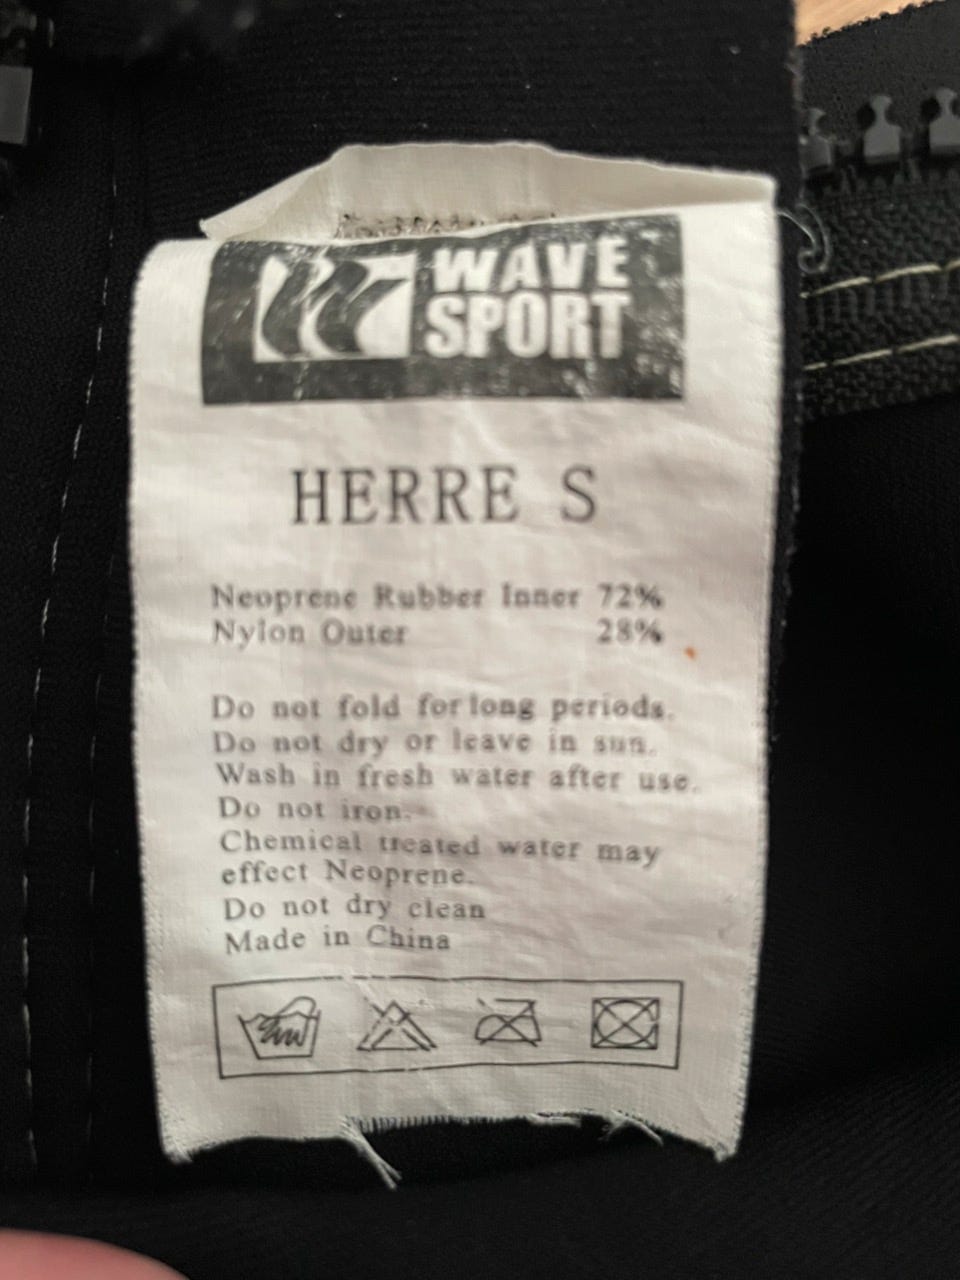 WAVE
SPORT
HERRE S
Neoprene Rubber Inner 72%
Nylon Outer 28%
Do not fold for long periods.
Do not dry or leave in sun.
Wash in fresh water after use.
Do not iron.
Chemical treated water may
effect Neoprene.
Do not dry clean
Made in China